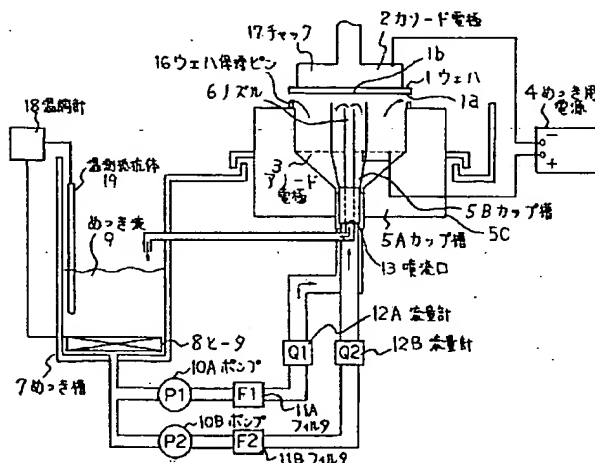 17チャック
2カソード電極
16ウェハ保持ピン
1b
1ウェハ
6ノズル
1a
4めっき用電源
−
+
18温調計
温測抵抗体
19
3アノード電極
めっき液
9
5Bカップ槽
5C
5Aカップ槽
13噴流口
12A流量計
Q1
Q2
12B流量計
8ヒータ
7めっき槽
10Aポンプ
P1
F1
11Aフィルタ
10Bポンプ
P2
F2
11Bフィルタ